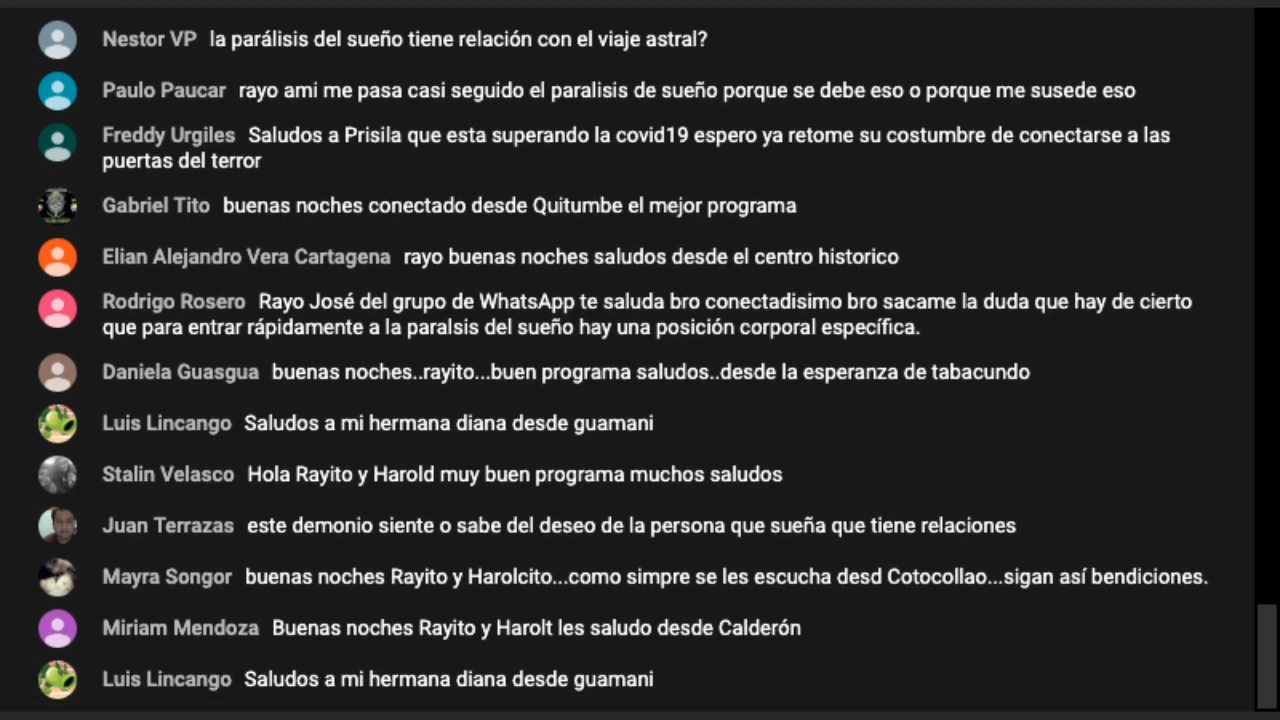 Nestor VP la parálisis del sueño tiene relación con el viaje astral?
Paulo Paucar rayo ami me pasa casi seguido el paralisis de sueño porque se debe eso o porque me susede eso
Freddy Urgiles Saludos a Prisila que esta superando la covid19 espero ya retome su costumbre de conectarse a las
puertas del terror
Gabriel Tito buenas noches conectado desde Quitumbe el mejor programa
Elian Alejandro Vera Cartagena rayo buenas noches saludos desde el centro historico
Rodrigo Rosero Rayo José del grupo de WhatsApp te saluda bro conectadisimo bro sacame la duda que hay de cierto
que para entrar rápidamente a la paralsis del sueño hay una posición corporal específica.
Daniela Guasgua buenas noches..rayito...buen programa saludos..desde la esperanza de tabacundo
Luis Lincango Saludos a mi hermana diana desde guamani
Stalin Velasco Hola Rayito y Harold muy buen programa muchos saludos
Juan Terrazas este demonio siente o sabe del deseo de la persona que sueña que tiene relaciones
Mayra Songor buenas noches Rayito y Harolcito...como simpre se les escucha desd Cotocollao...sigan así bendiciones.
Miriam Mendoza Buenas noches Rayito y Harolt les saludo desde Calderón
Luis Lincango Saludos a mi hermana diana desde guamani